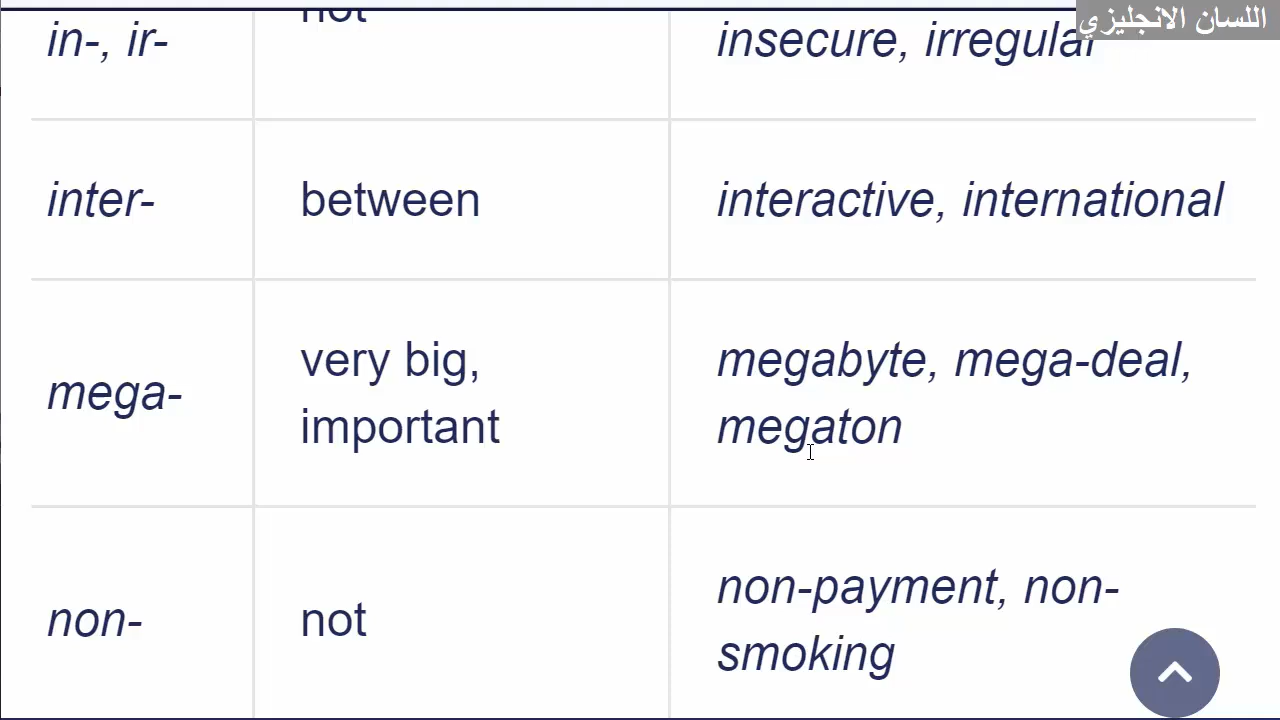 اللسان الانجليزي
not
in-, ir-
insecure, irregular
inter-
between
interactive, international
mega-
very big,
important
megabyte, mega-deal,
megaton
non-
not
non-payment, non-
smoking